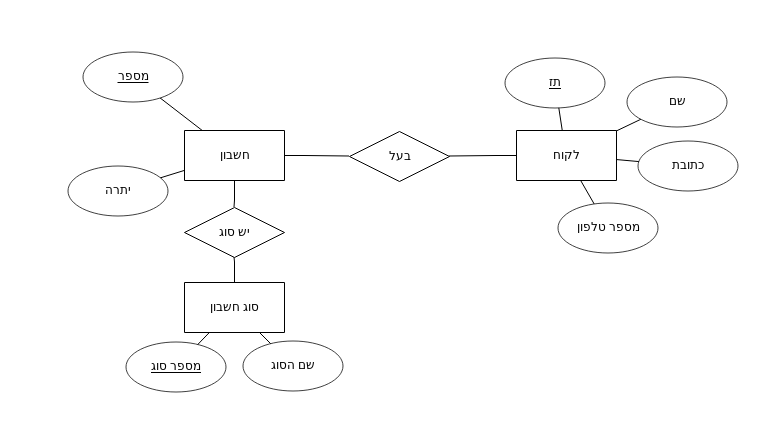 מספר
תז
שם
חשבון
בעל
לקוח
כתובת
יתרה
מספר טלפון
יש סוג
סוג חשבון
מספר סוג
שם הסוג